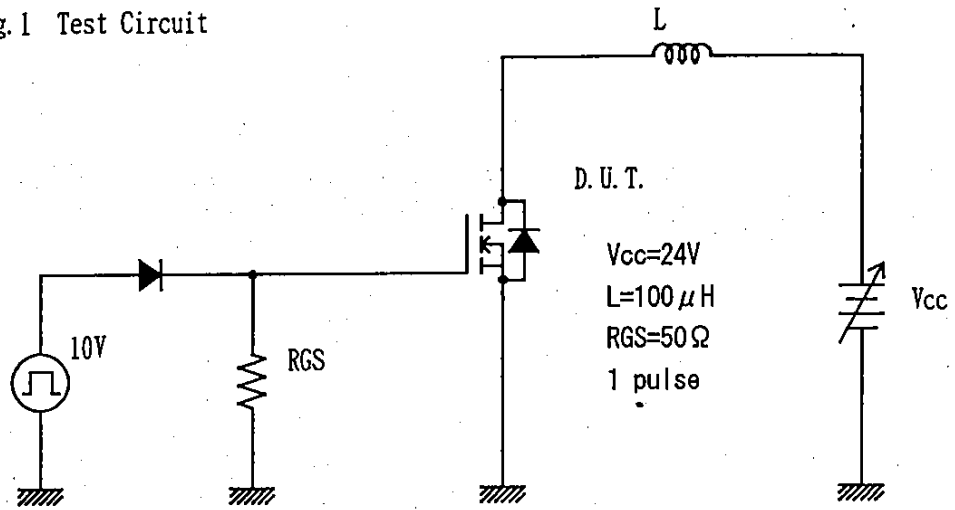 g. 1 Test Circuit
L
D. U. T.
Vcc=24V
L=100μH
RGS=50Ω
1 pulse
Vcc
10V
RGS